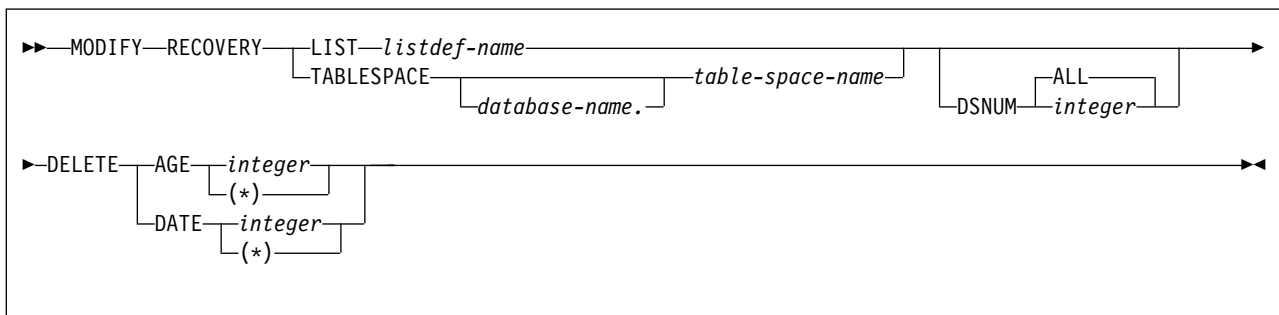 MODIFY RECOVERY LIST listdef-name
TABLESPACE database-name. table-space-name
DSNUM ALL integer
DELETE AGE integer
(*)
DATE integer
(*)